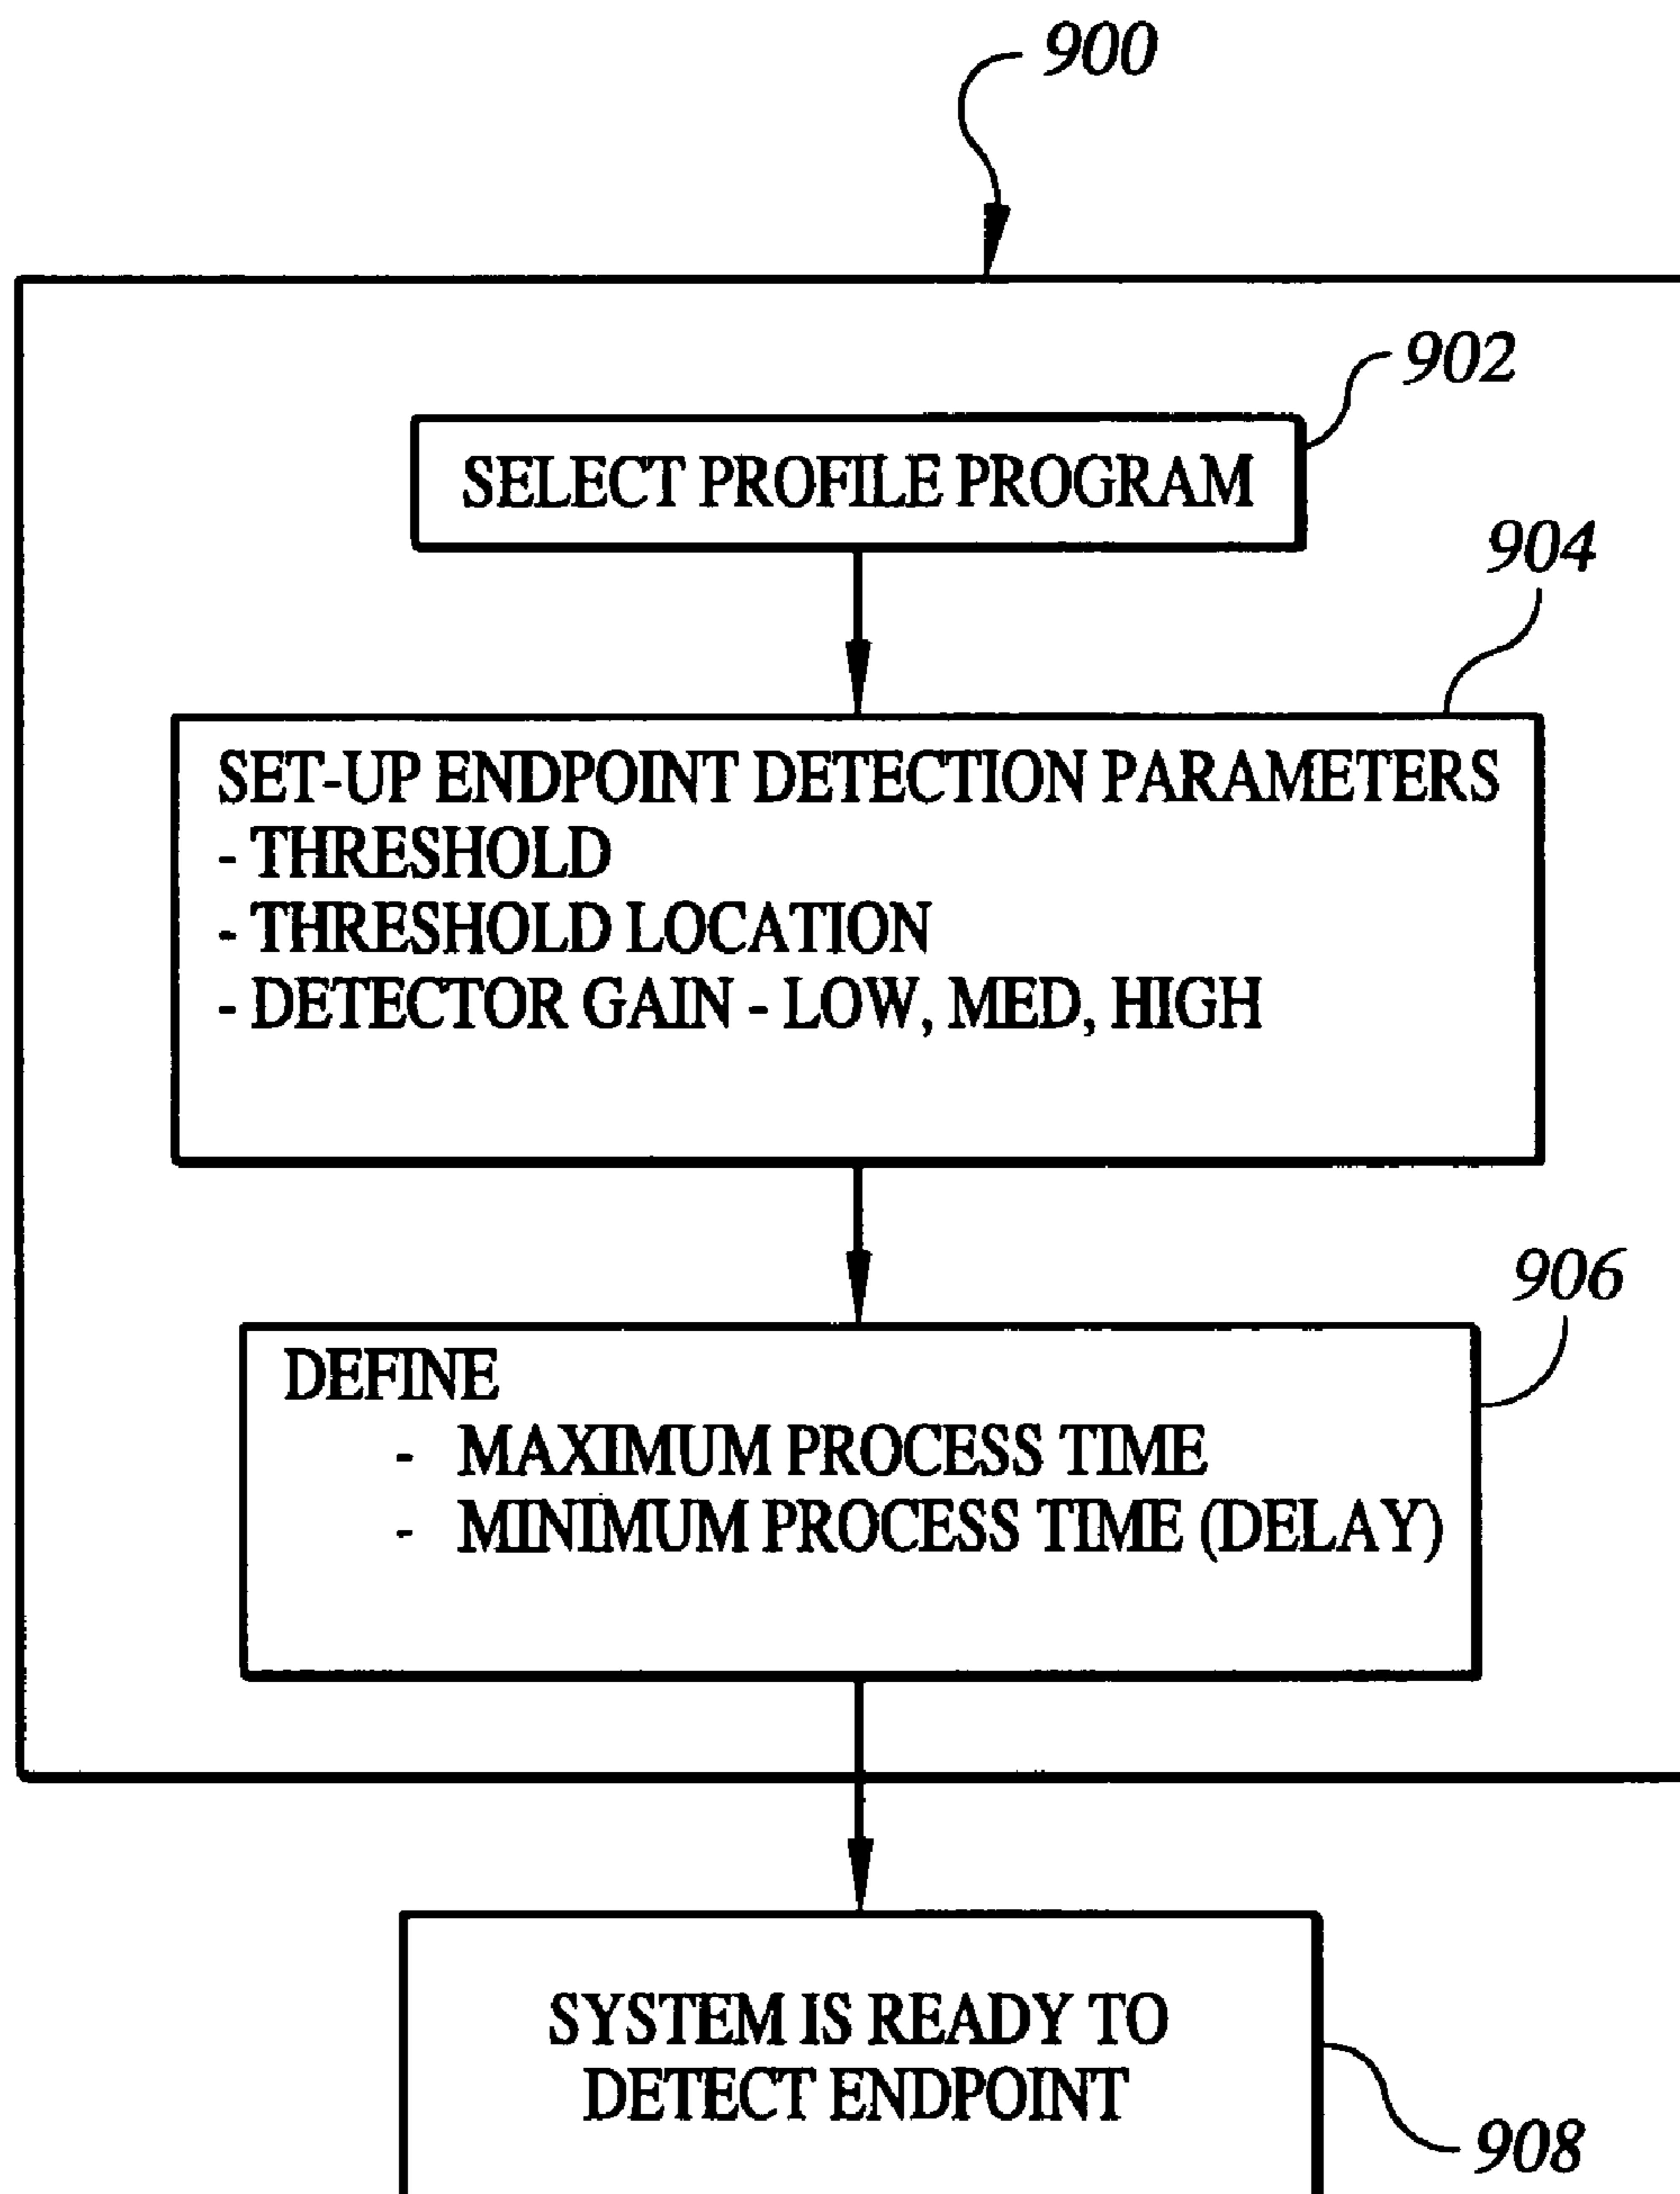 900
902
SELECT PROFILE PROGRAM
904
SET-UP ENDPOINT DETECTION PARAMETERS
- THRESHOLD
- THRESHOLD LOCATION
- DETECTOR GAIN - LOW, MED, HIGH
906
DEFINE
- MAXIMUM PROCESS TIME
- MINIMUM PROCESS TIME (DELAY)
SYSTEM IS READY TO
DETECT ENDPOINT
908